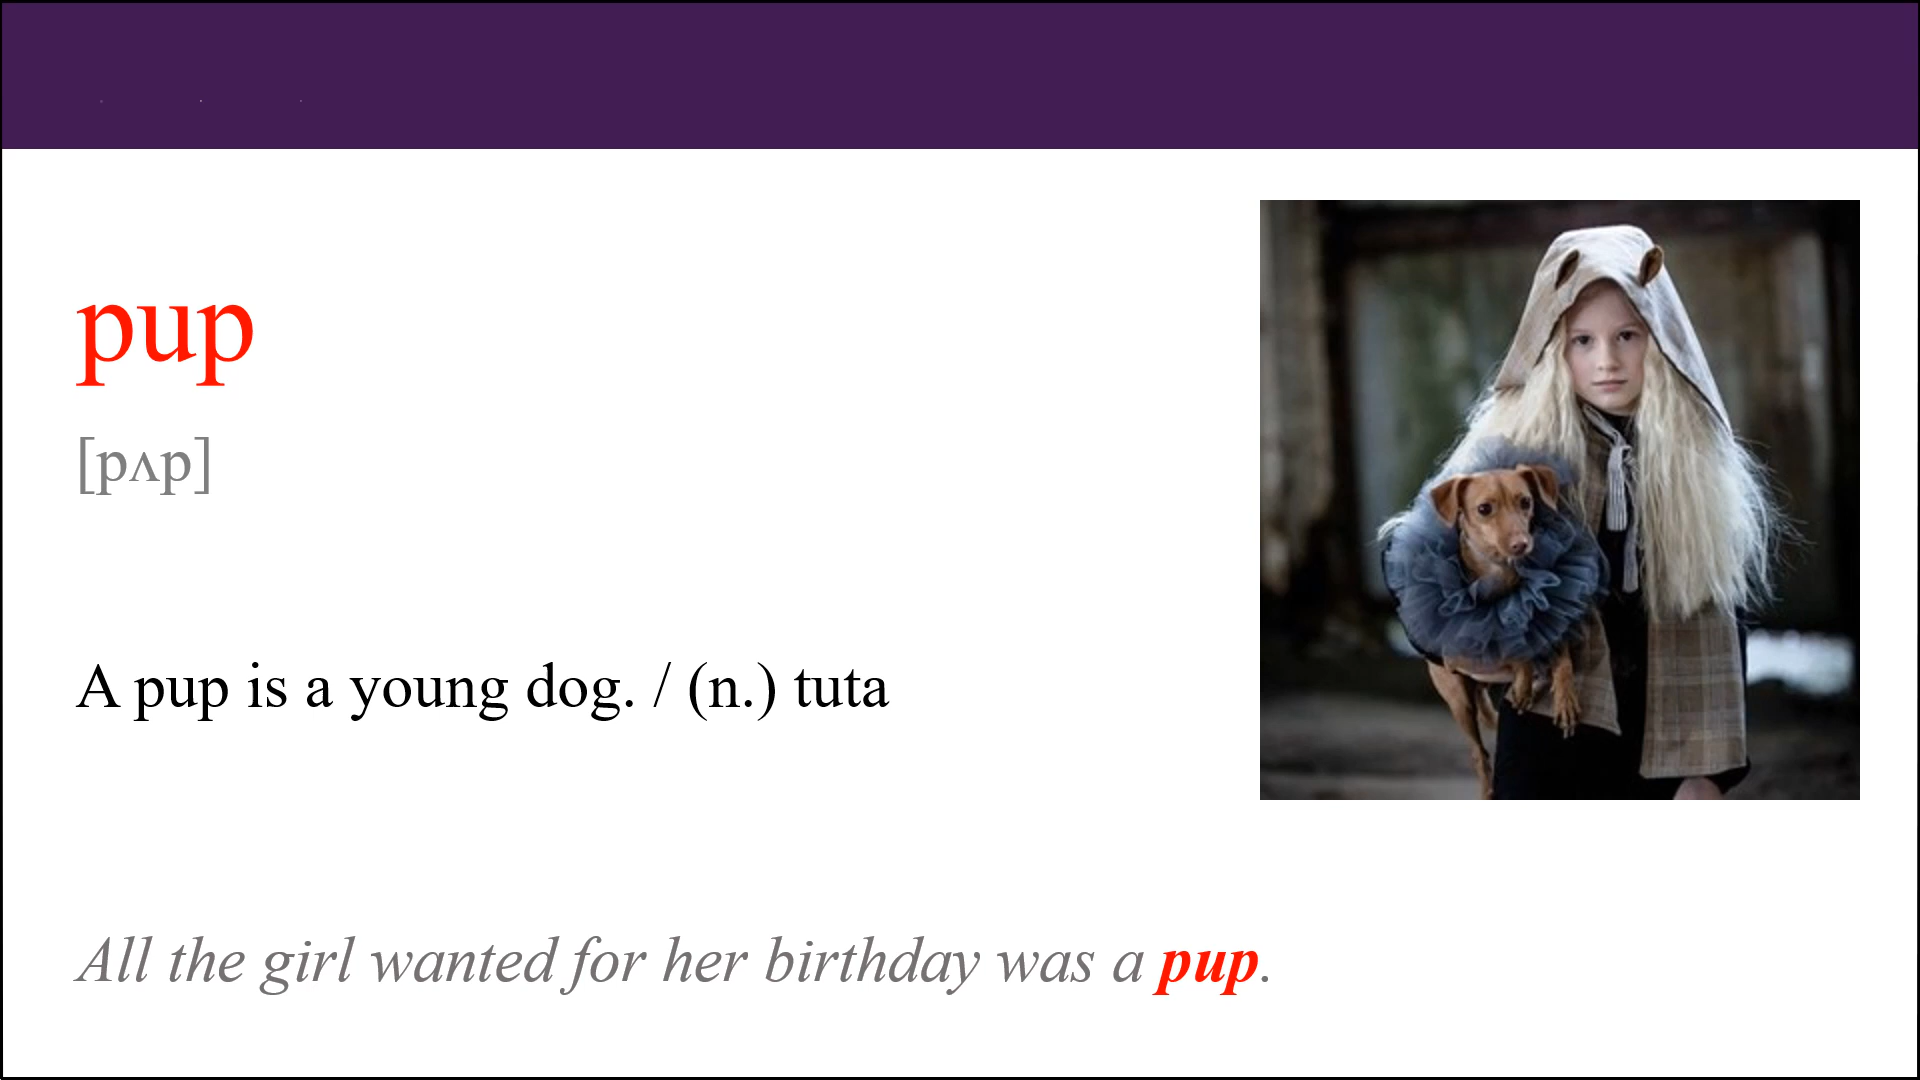 pup
[pʌp]
A pup is a young dog. / (n.) tuta
All the girl wanted for her birthday was a pup.